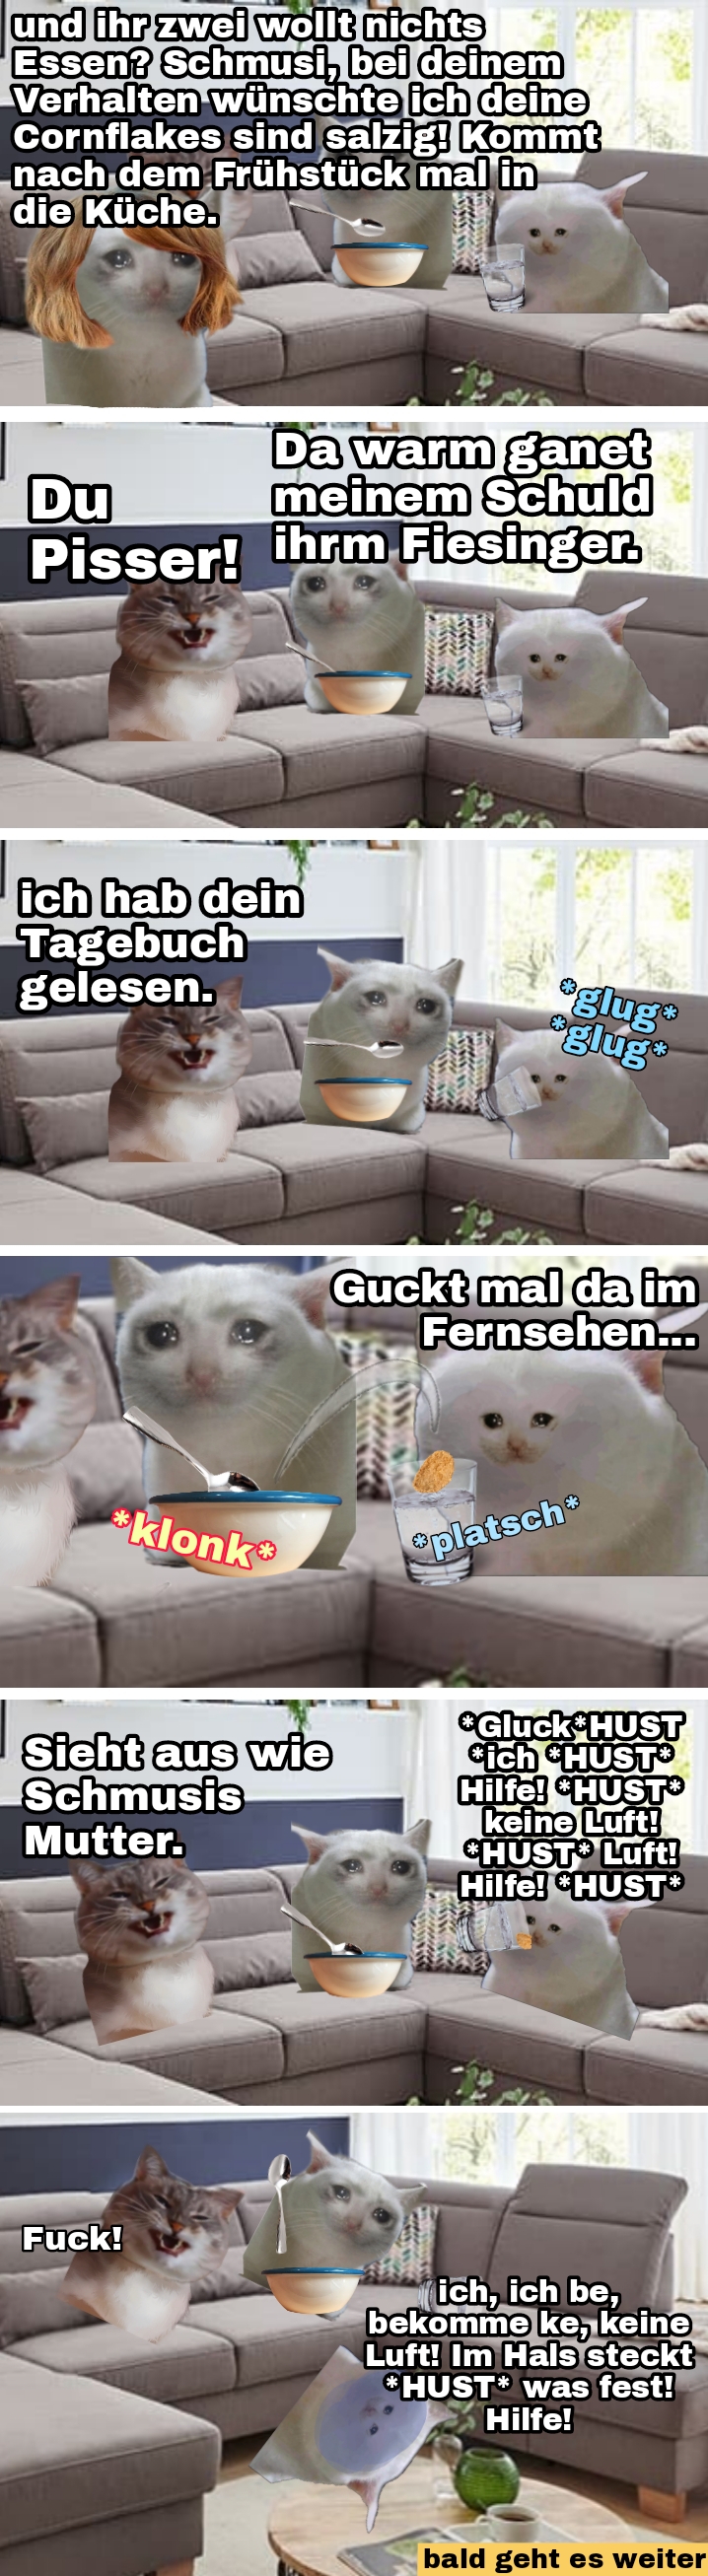 und ihr zwei wollt nichts
Essen? Schmusi, bei deinem
Verhalten wünschte ich deine
Cornflakes sind salzig! Kommt
nach dem Frühstück mal in
die Küche.
Du
Pisser!
Da warm ganet
meinem Schuld
ihrm Fiesinger.
ich hab dein
Tagebuch
gelesen.
*glug*
*glug*
Guckt mal da im
Fernsehen...
*klonk*
*platsch*
Sieht aus wie
Schmusis
Mutter.
*Gluck*HUST
*ich *HUST*
Hilfe! *HUST*
keine Luft!
*HUST* Luft!
Hilfe! *HUST*
Fuck!
ich, ich be,
bekomme ke, keine
Luft! Im Hals steckt
*HUST* was fest!
Hilfe!
bald geht es weiter